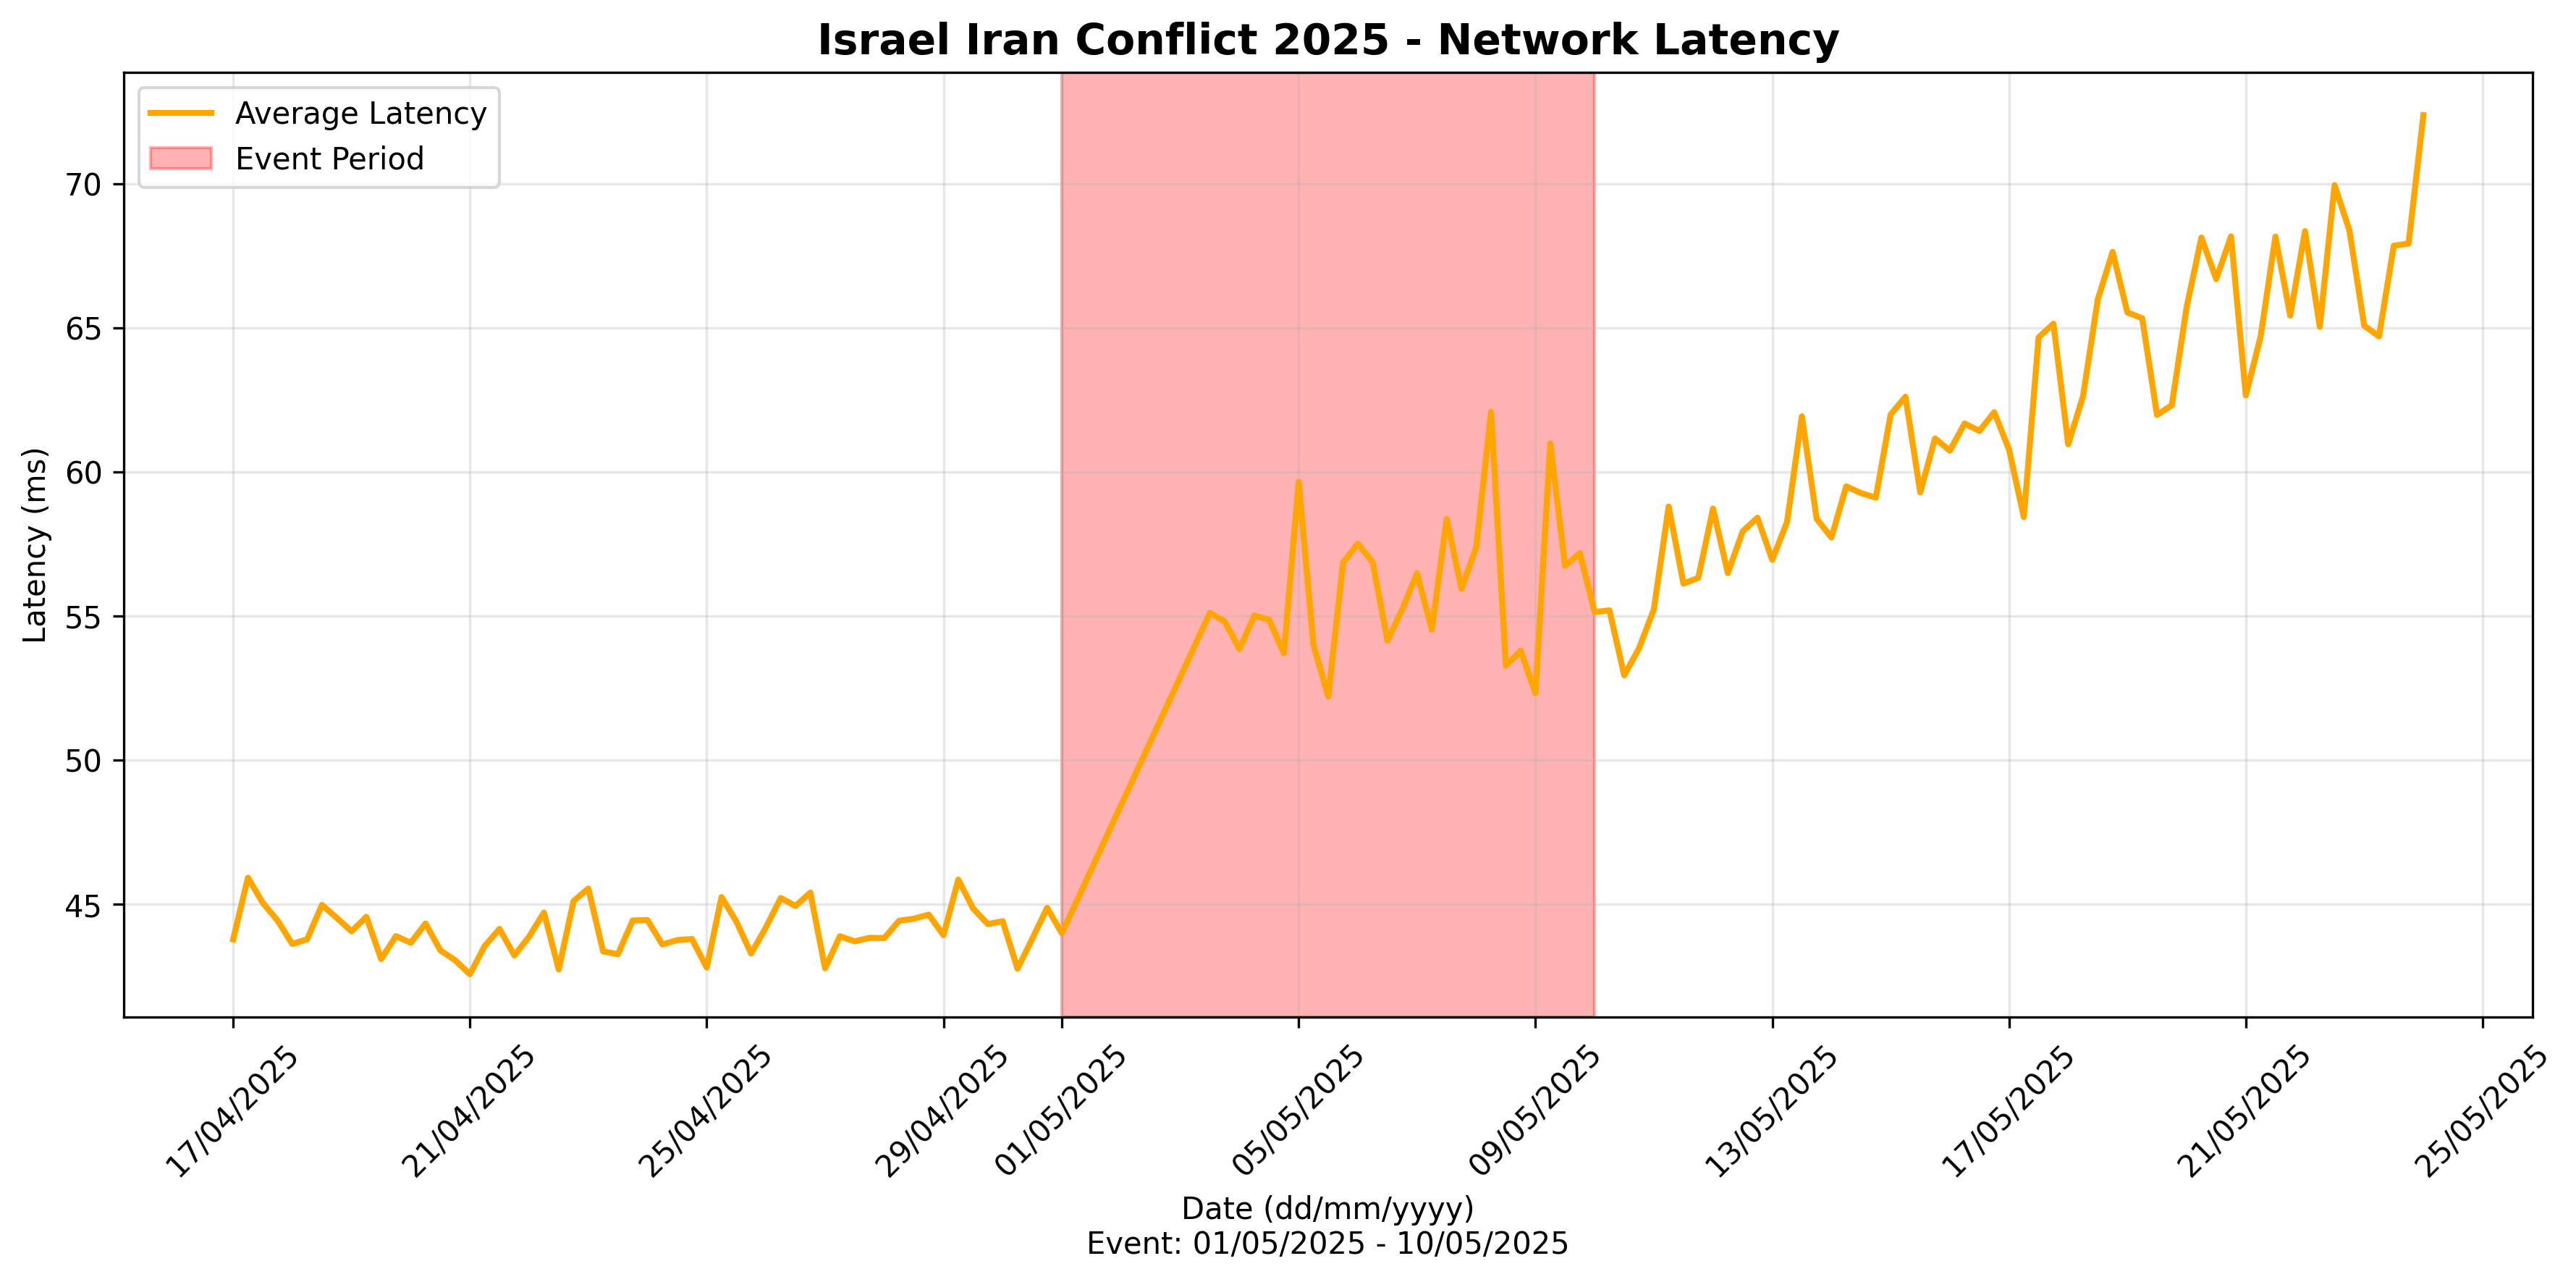 Israel Iran Conflict 2025 - Network Latency
Average Latency
Event Period
Latency (ms)
70
65
60
55
50
45
17/04/2025
21/04/2025
25/04/2025
29/04/2025
01/05/2025
05/05/2025
09/05/2025
13/05/2025
17/05/2025
21/05/2025
25/05/2025
Date (dd/mm/yyyy)
Event: 01/05/2025 - 10/05/2025